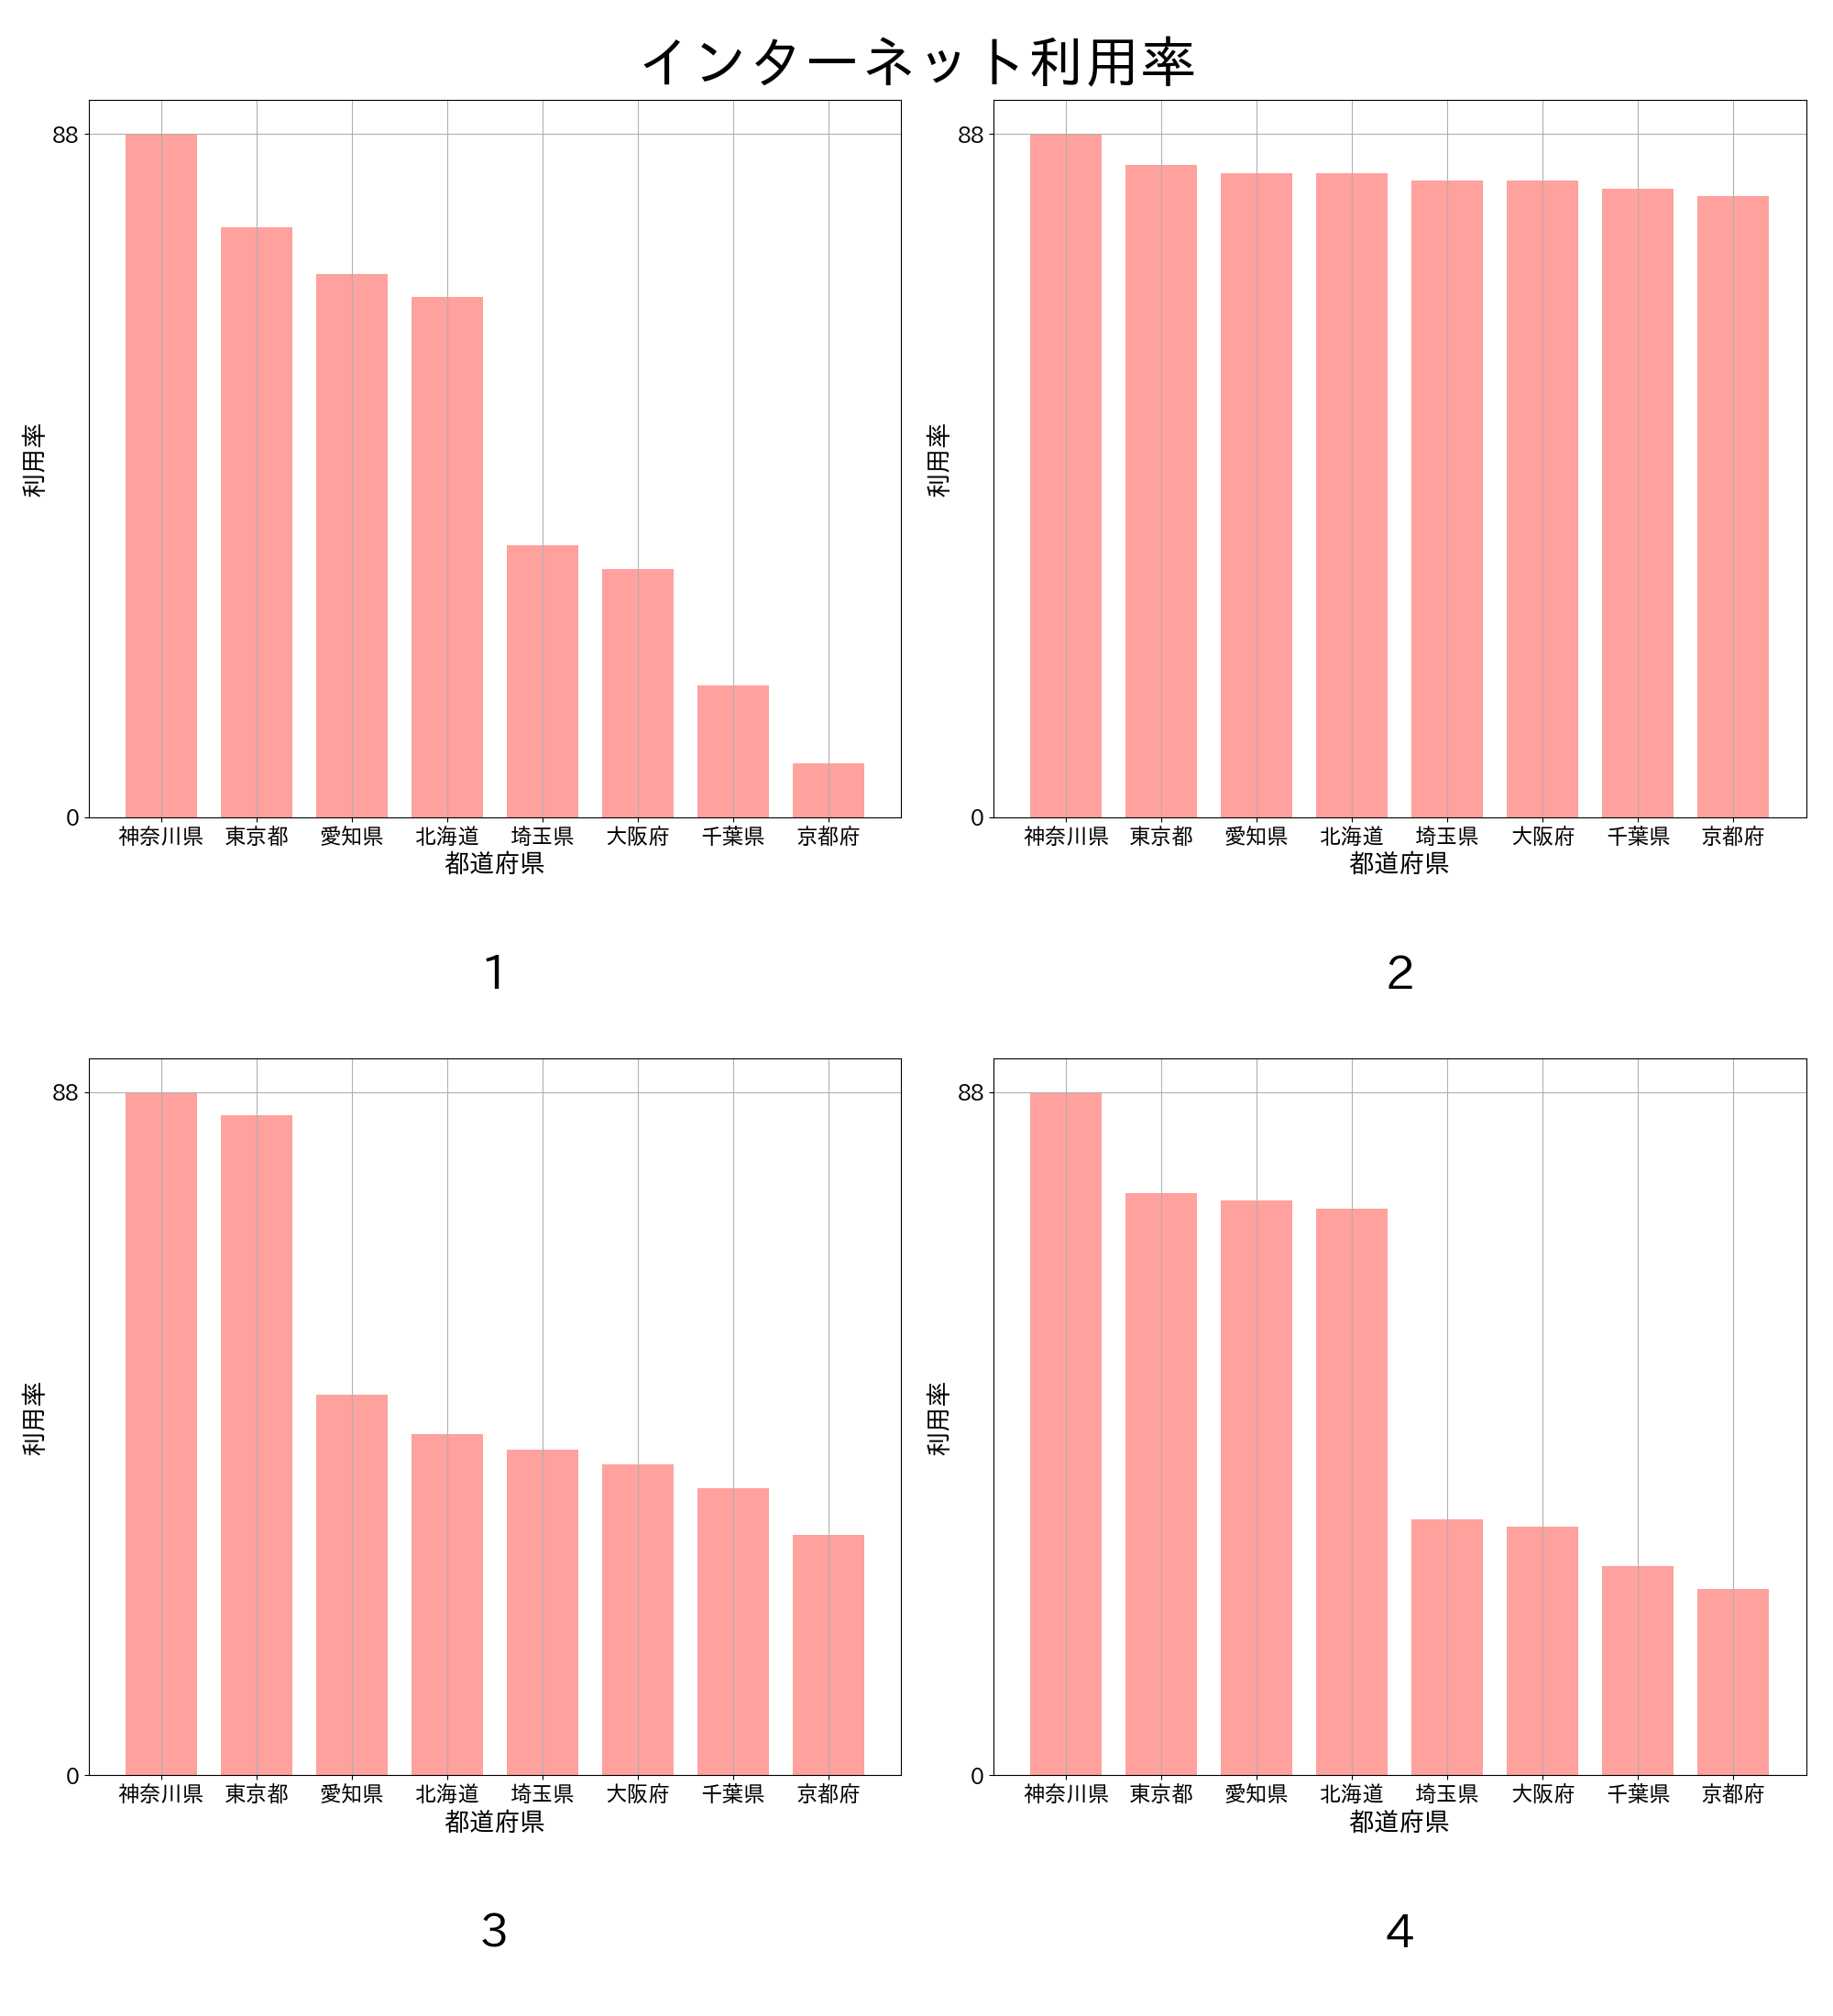 インターネット利用率
88
0
利用率
神奈川県 東京都 愛知県 北海道 埼玉県 大阪府 千葉県 京都府
都道府県
1
88
0
利用率
神奈川県 東京都 愛知県 北海道 埼玉県 大阪府 千葉県 京都府
都道府県
2
88
0
利用率
神奈川県 東京都 愛知県 北海道 埼玉県 大阪府 千葉県 京都府
都道府県
3
88
0
利用率
神奈川県 東京都 愛知県 北海道 埼玉県 大阪府 千葉県 京都府
都道府県
4